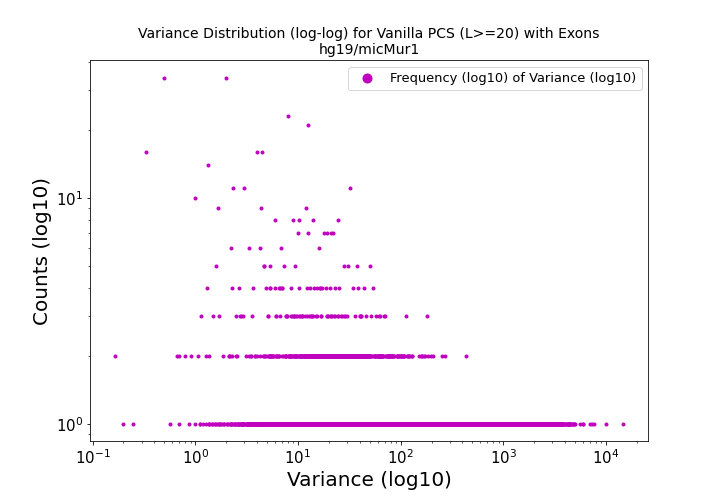 Variance Distribution (log-log) for Vanilla PCS (L>=20) with Exons
hg19/micMur1
Frequency (log10) of Variance (log10)
Counts (log10)
10¹
10⁰
10⁻¹ 10⁰ 10¹ 10² 10³ 10⁴
Variance (log10)